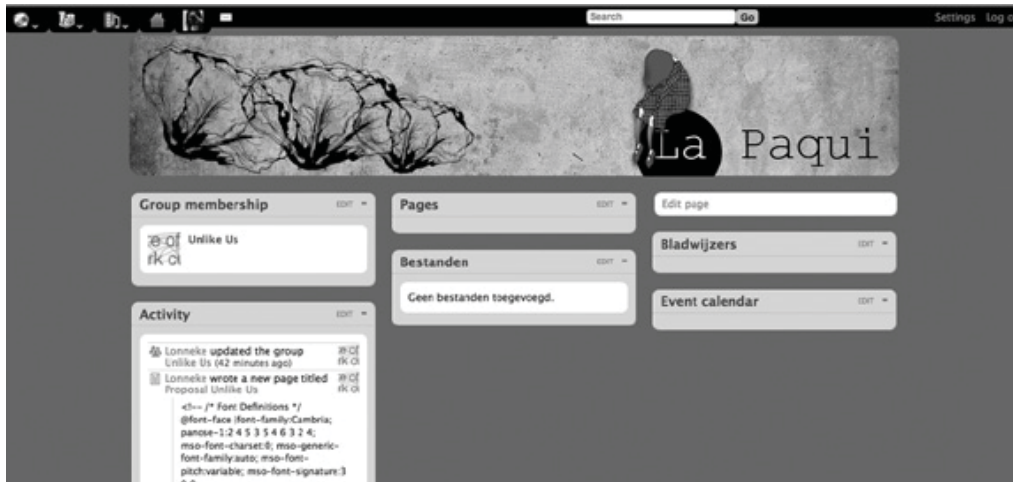 Search Go Settings Log o
La Paqui
Group membership EDIT
Unlike Us
Activity EDIT
Lonneke updated the group
Unlike Us (42 minutes ago)
Lonneke wrote a new page titled
Proposal Unlike Us
<!-- /* Font Definitions */
@font-face {font-family:Cambria;
panose-1:2 4 5 3 5 4 6 3 2 4;
mso-font-charset:0; mso-generic-
font-family:auto; mso-font-
pitch:variable; mso-font-signature:3
Pages EDIT
Bestanden EDIT
Geen bestanden toegevoegd.
Edit page
Bladwijzers EDIT
Event calendar EDIT